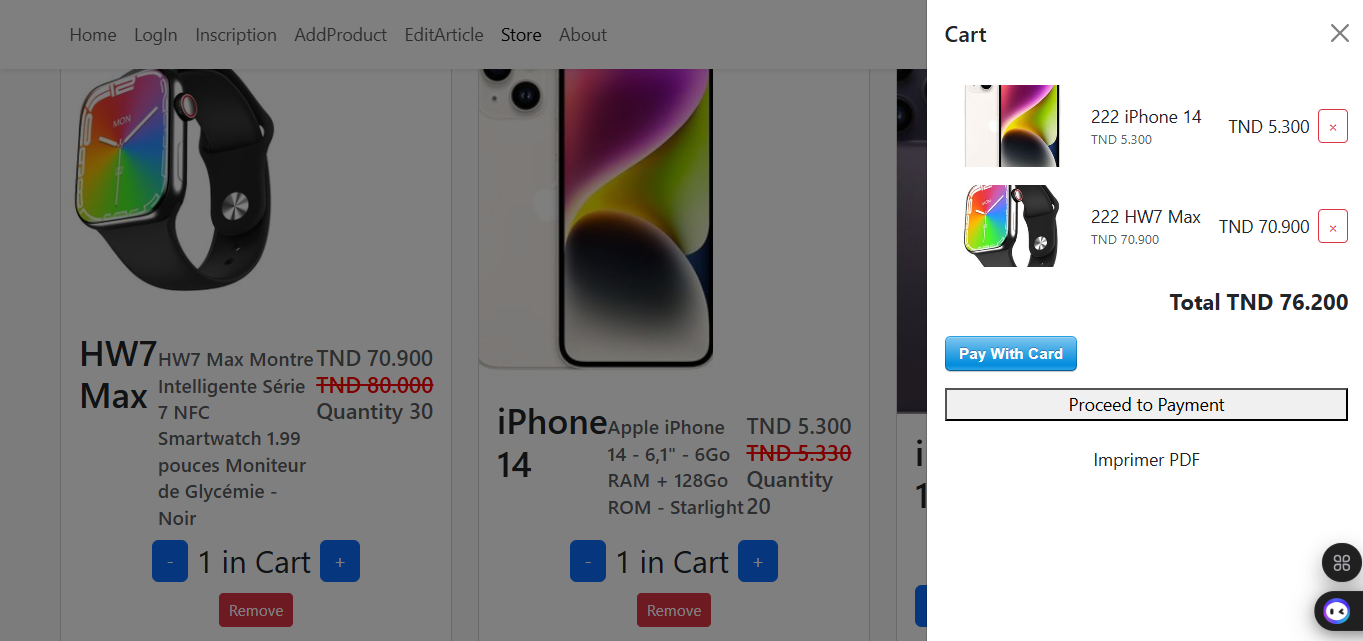 Home LogIn Inscription AddProduct EditArticle Store About
HW7
Max
HW7 Max Montre
Intelligente Série
7 NFC
Smartwatch 1.99
pouces Moniteur
de Glycémie -
Noir
TND 70.900
TND 80.000
Quantity 30
- 1 in Cart +
Remove
iPhone
14
Apple iPhone
14 - 6,1" - 6Go
RAM + 128Go
ROM - Starlight
TND 5.300
TND 5.330
Quantity
20
- 1 in Cart +
Remove
i
1
Cart
222 iPhone 14
TND 5.300
TND 5.300
×
222 HW7 Max
TND 70.900
TND 70.900
×
Total TND 76.200
Pay With Card
Proceed to Payment
Imprimer PDF